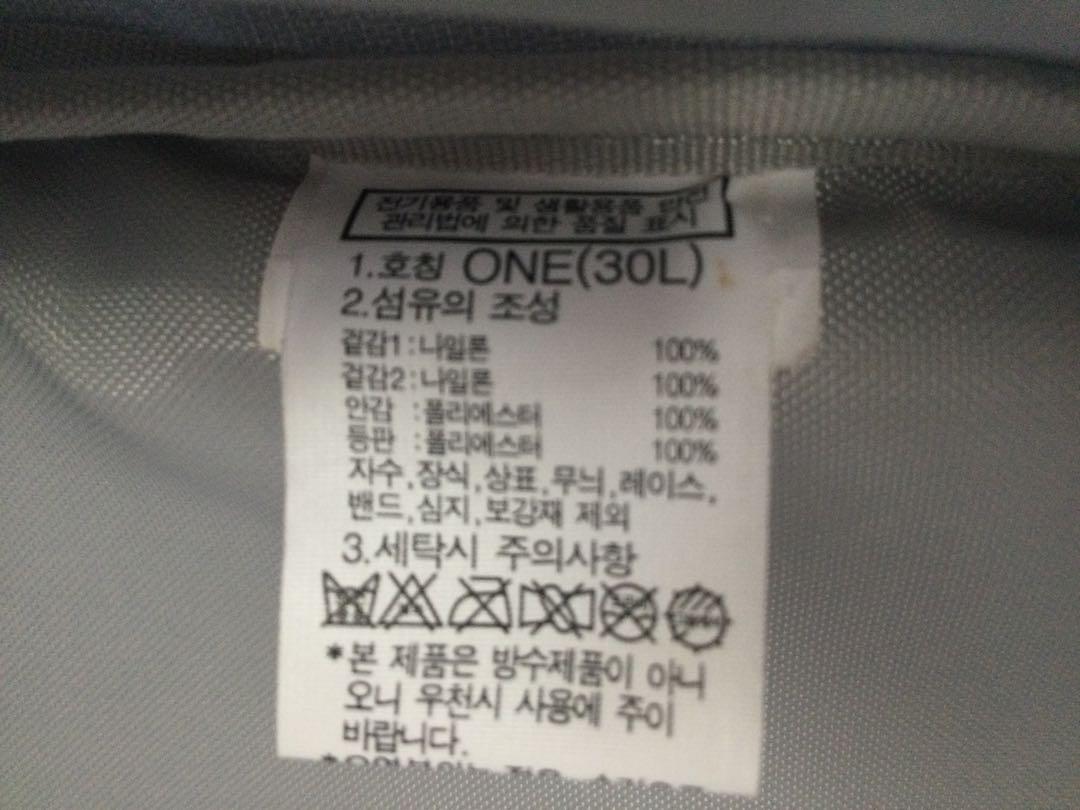 전기용품 및 생활용품 안전
관리법에 의한 품질 표시
1.호칭 ONE(30L)
2.섬유의 조성
겉감1:나일론 100%
겉감2:나일론 100%
안감 :폴리에스터 100%
등판 :폴리에스터 100%
자수,장식,상표,무늬,레이스,
밴드,심지,보강재 제외
3.세탁시 주의사항
*본 제품은 방수제품이 아니
오니 우천시 사용에 주이
바랍니다.